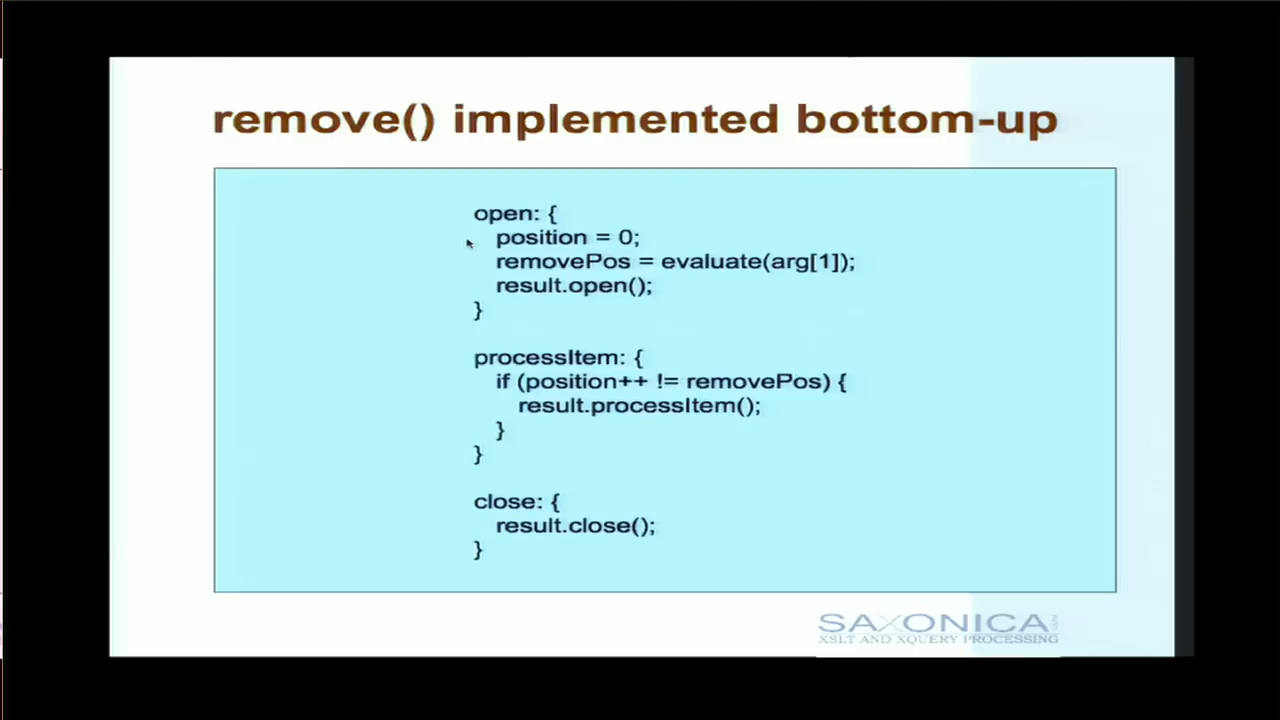 remove() implemented bottom-up
open: {
position = 0;
removePos = evaluate(arg[1]);
result.open();
}
processItem: {
if (position++ != removePos) {
result.processItem();
}
}
close: {
result.close();
}
SAXONICA
XSLT AND XQUERY PROCESSING